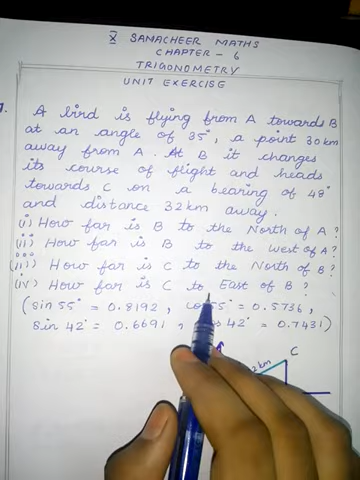 X SAMACHEER MATHS
CHAPTER - 6
TRIGONOMETRY
UNIT EXERCISE
A bird is flying from A towards B
at an angle of 35°, a point 30 km
away from A. At B it changes
its course of flight and heads
towards C on a bearing of 48°
and distance 32 km away.
(i) How far is B to the North of A?
(ii) How far is B to the West of A?
(iii) How far is C to the North of B?
(iv) How far is C to East of B?
(sin 55° = 0.8192, cos 55° = 0.5736,
sin 42° = 0.6691, cos 42° = 0.7431)
C
2 km